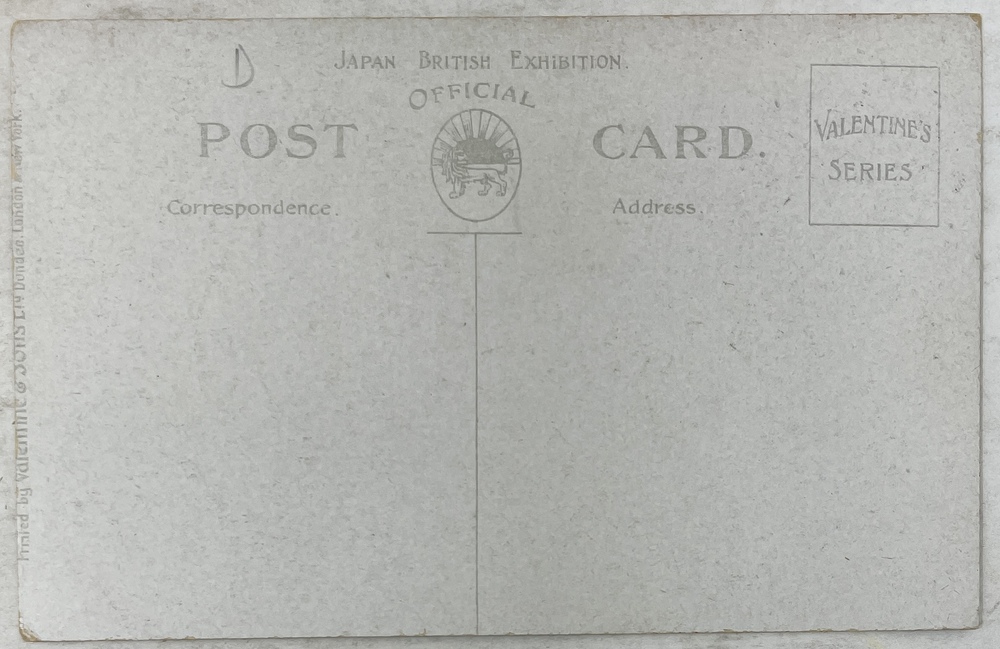 D
JAPAN BRITISH EXHIBITION.
OFFICIAL
POST CARD.
VALENTINE'S
SERIES
Correspondence.
Address.
Printed by Valentine & Sons Ltd Dundee, London & New York.